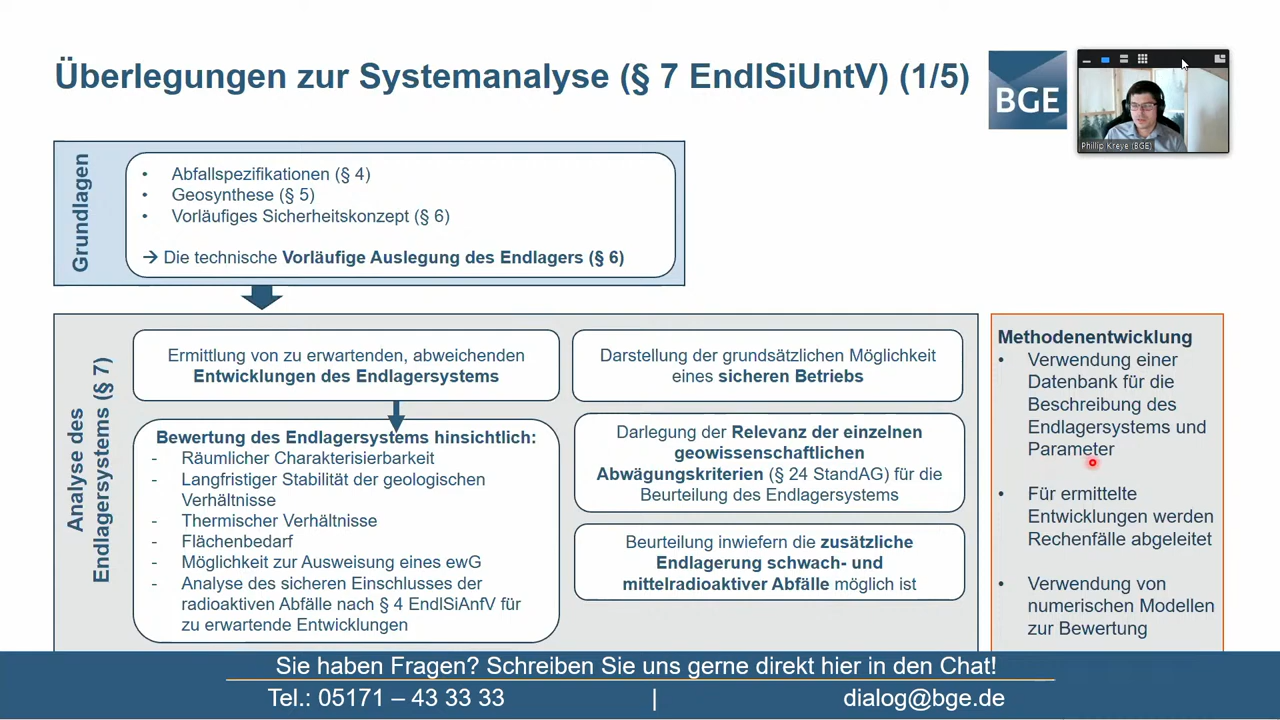 Überlegungen zur Systemanalyse (§ 7 EndlSiUntV) (1/5)
BGE
Phillip Kreye (BGE)
Grundlagen
• Abfallspezifikationen (§ 4)
• Geosynthese (§ 5)
• Vorläufiges Sicherheitskonzept (§ 6)
→ Die technische Vorläufige Auslegung des Endlagers (§ 6)
Analyse des
Endlagersystems (§ 7)
Ermittlung von zu erwartenden, abweichenden
Entwicklungen des Endlagersystems
Bewertung des Endlagersystems hinsichtlich:
- Räumlicher Charakterisierbarkeit
- Langfristiger Stabilität der geologischen
Verhältnisse
- Thermischer Verhältnisse
- Flächenbedarf
- Möglichkeit zur Ausweisung eines ewG
- Analyse des sicheren Einschlusses der
radioaktiven Abfälle nach § 4 EndlSiAnfV für
zu erwartende Entwicklungen
Darstellung der grundsätzlichen Möglichkeit
eines sicheren Betriebs
Darlegung der Relevanz der einzelnen
geowissenschaftlichen
Abwägungskriterien (§ 24 StandAG) für die
Beurteilung des Endlagersystems
Beurteilung inwiefern die zusätzliche
Endlagerung schwach- und
mittelradioaktiver Abfälle möglich ist
Methodenentwicklung
• Verwendung einer
Datenbank für die
Beschreibung des
Endlagersystems und
Parameter
• Für ermittelte
Entwicklungen werden
Rechenfälle abgeleitet
• Verwendung von
numerischen Modellen
zur Bewertung
Sie haben Fragen? Schreiben Sie uns gerne direkt hier in den Chat!
Tel.: 05171 – 43 33 33 | dialog@bge.de